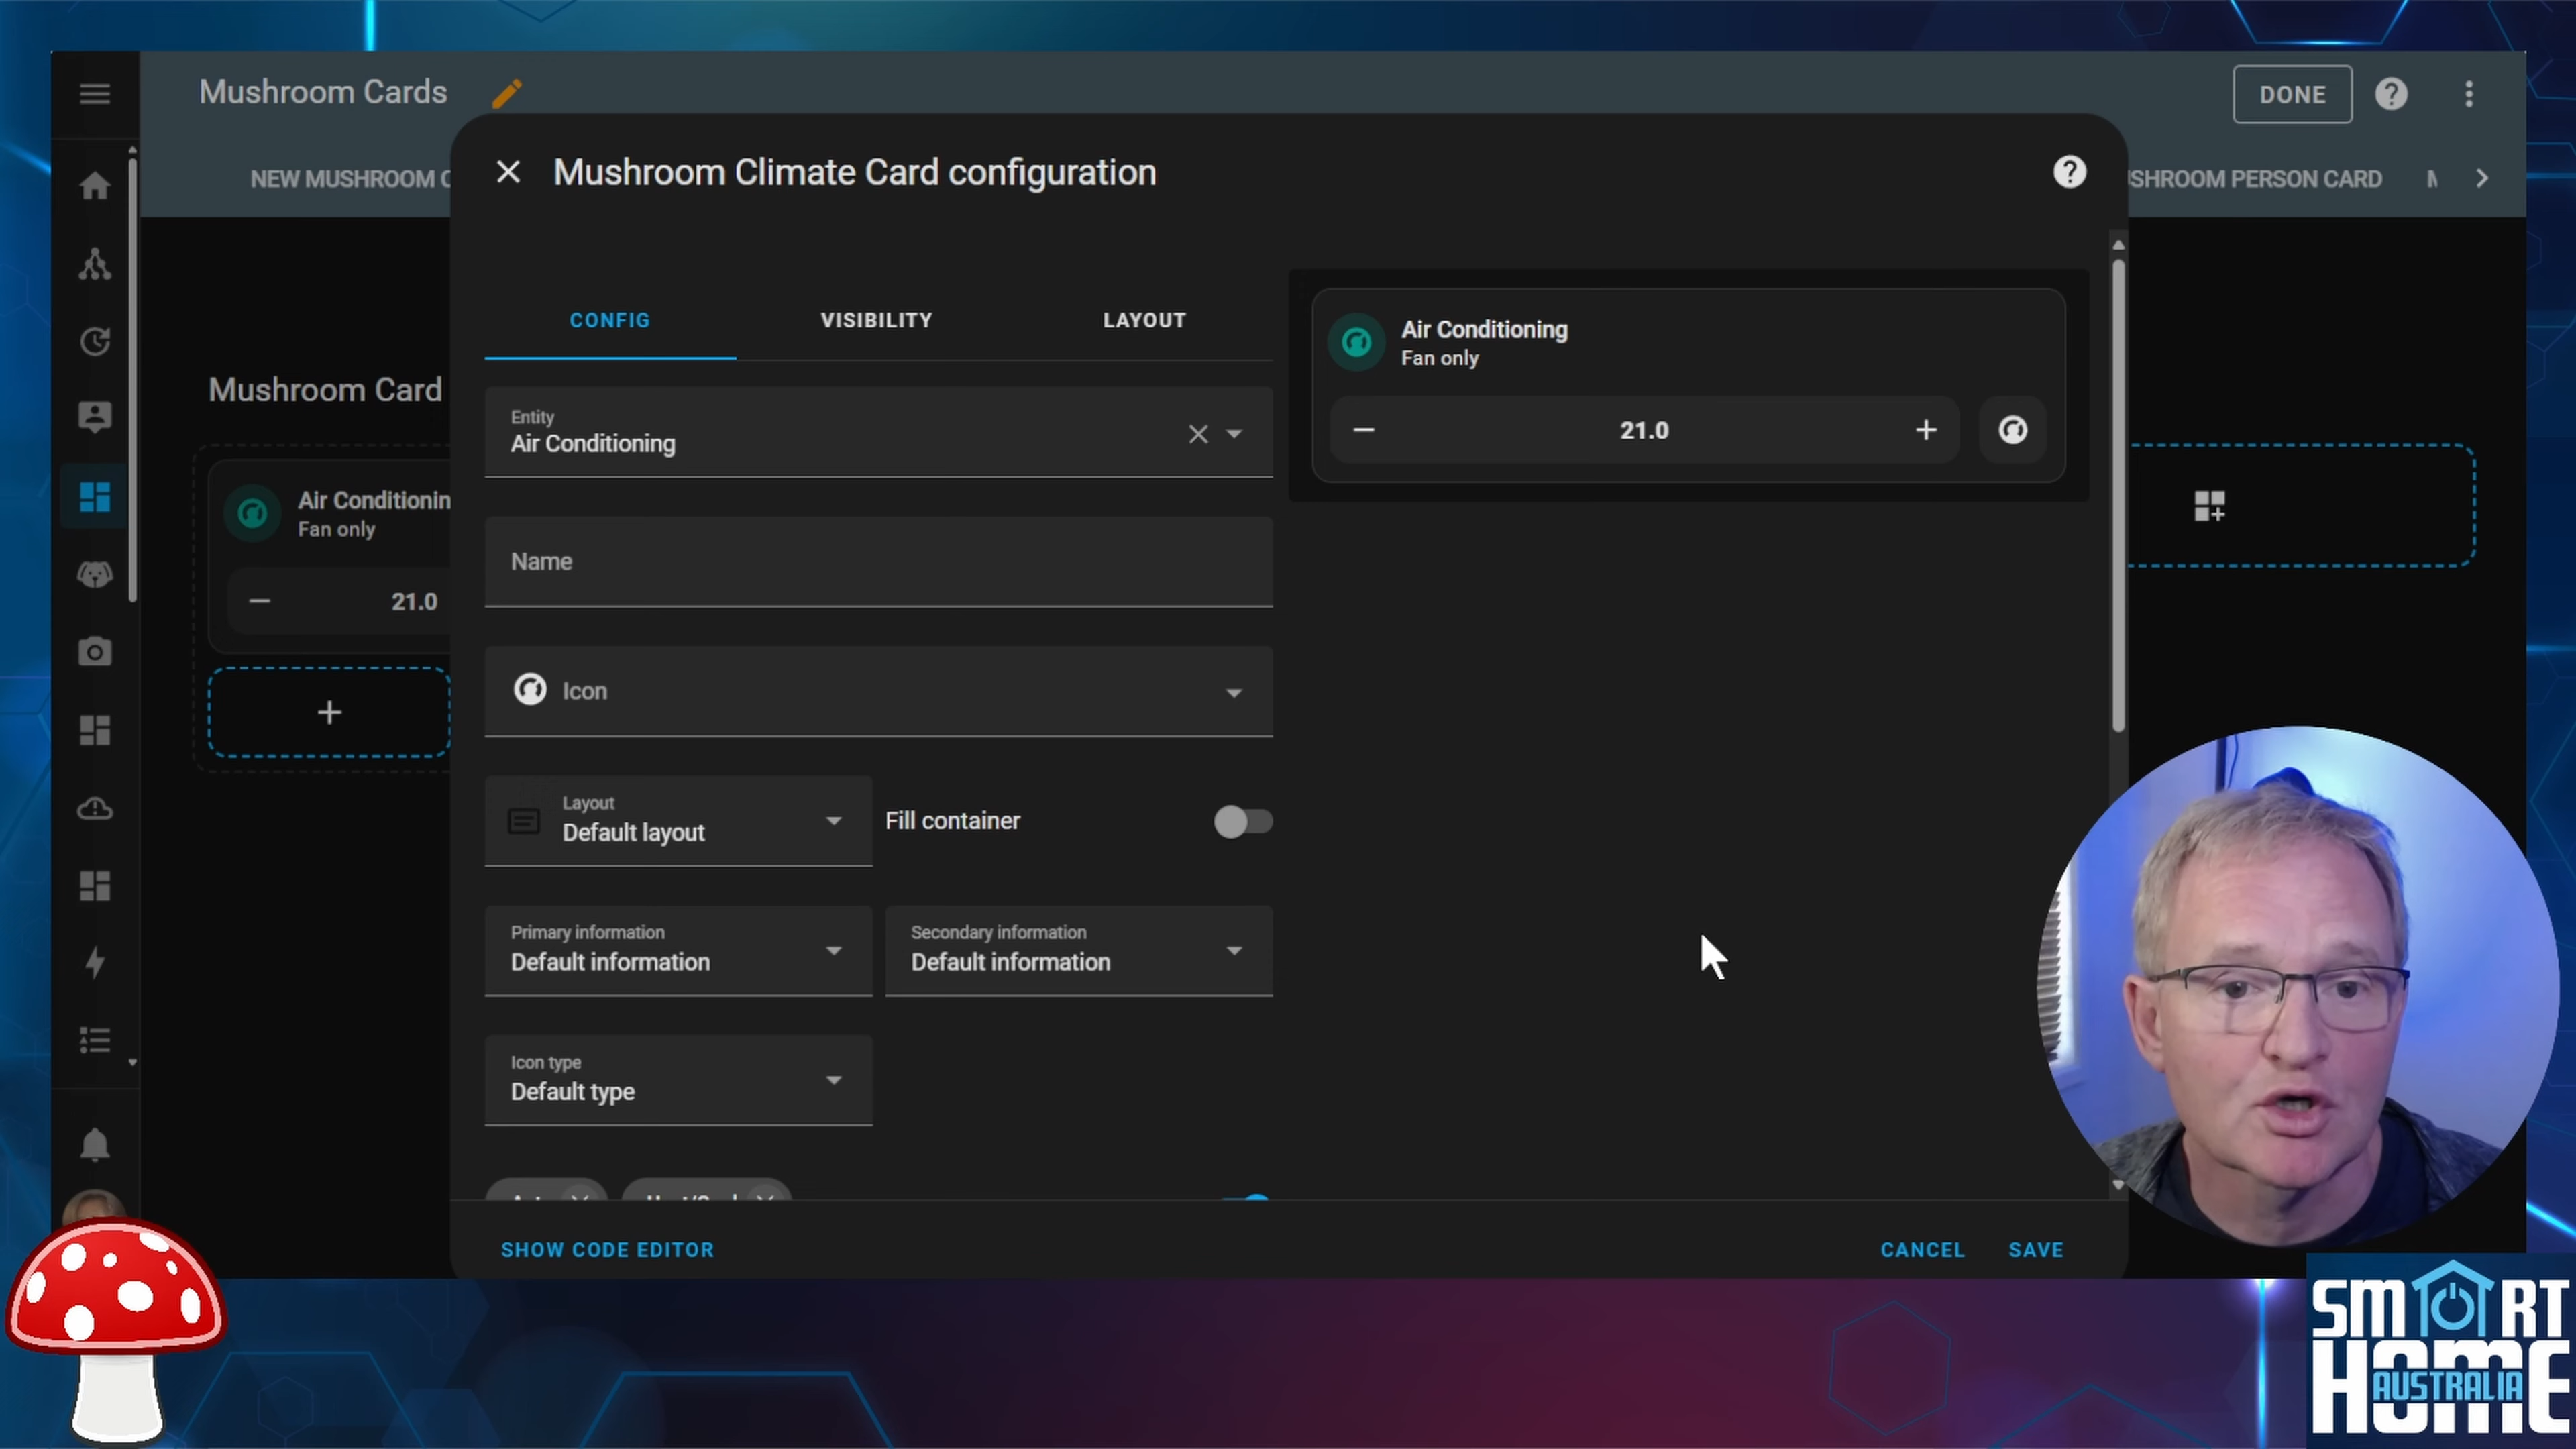 Mushroom Cards
DONE
NEW MUSHROOM C
SHROOM PERSON CARD
Mushroom Climate Card configuration
CONFIG
VISIBILITY
LAYOUT
Air Conditioning
Fan only
21.0
Entity
Air Conditioning
Name
Icon
Layout
Default layout
Fill container
Primary information
Default information
Secondary information
Default information
Icon type
Default type
Mushroom Card
Air Conditionin
Fan only
21.0
SHOW CODE EDITOR
CANCEL
SAVE
SMART
HOME
AUSTRALIA